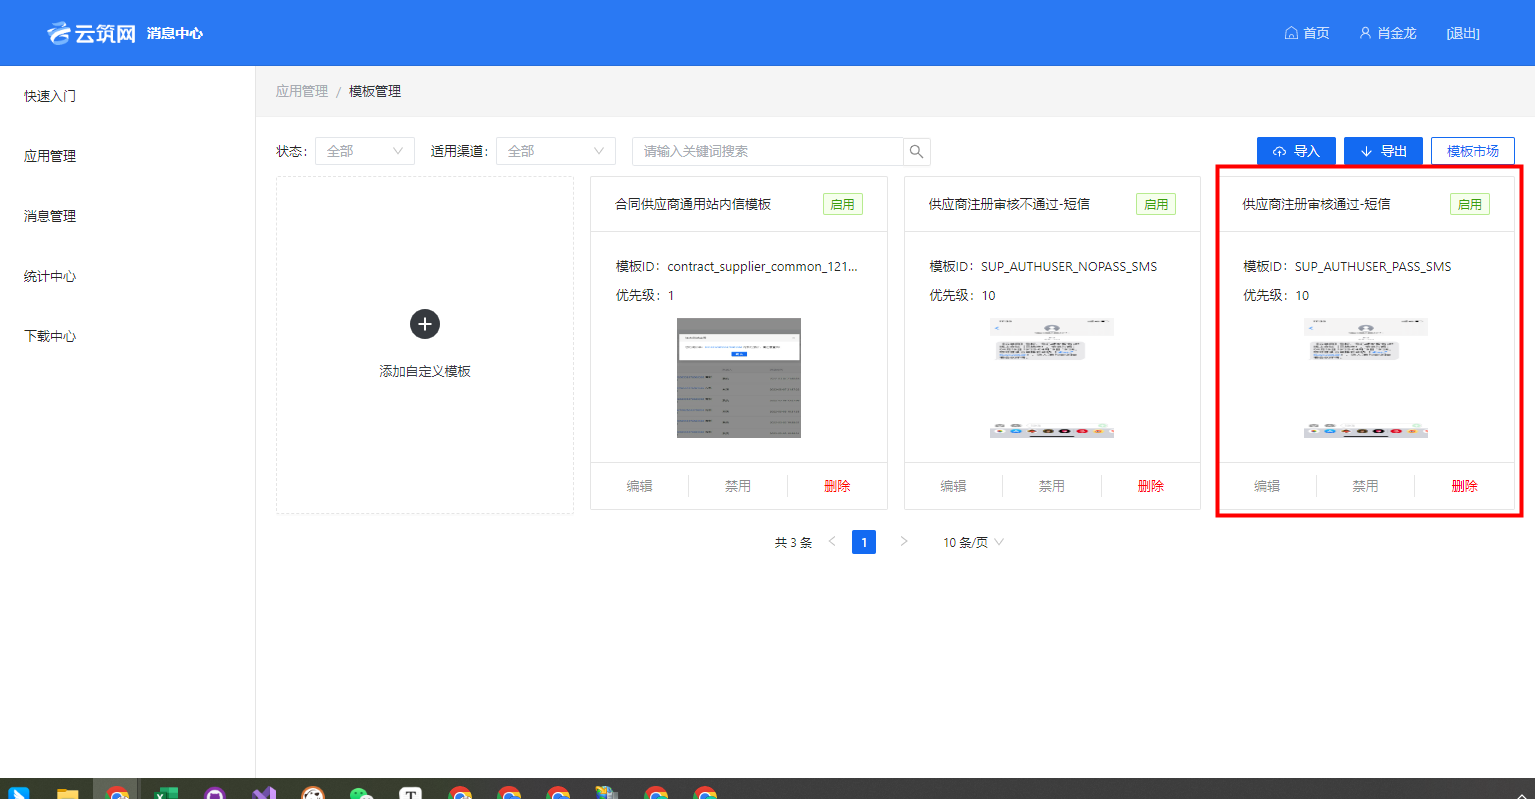 云筑网 消息中心
首页
肖金龙
[退出]
快速入门
应用管理
消息管理
统计中心
下载中心
应用管理 / 模板管理
状态: 全部
适用渠道: 全部
请输入关键词搜索
导入
导出
模板市场
添加自定义模板
合同供应商通用站内信模板
启用
模板ID: contract_supplier_common_121...
优先级: 1
编辑
禁用
删除
供应商注册审核不通过-短信
启用
模板ID: SUP_AUTHUSER_NOPASS_SMS
优先级: 10
编辑
禁用
删除
供应商注册审核通过-短信
启用
模板ID: SUP_AUTHUSER_PASS_SMS
优先级: 10
编辑
禁用
删除
共 3 条 < 1 > 10 条/页